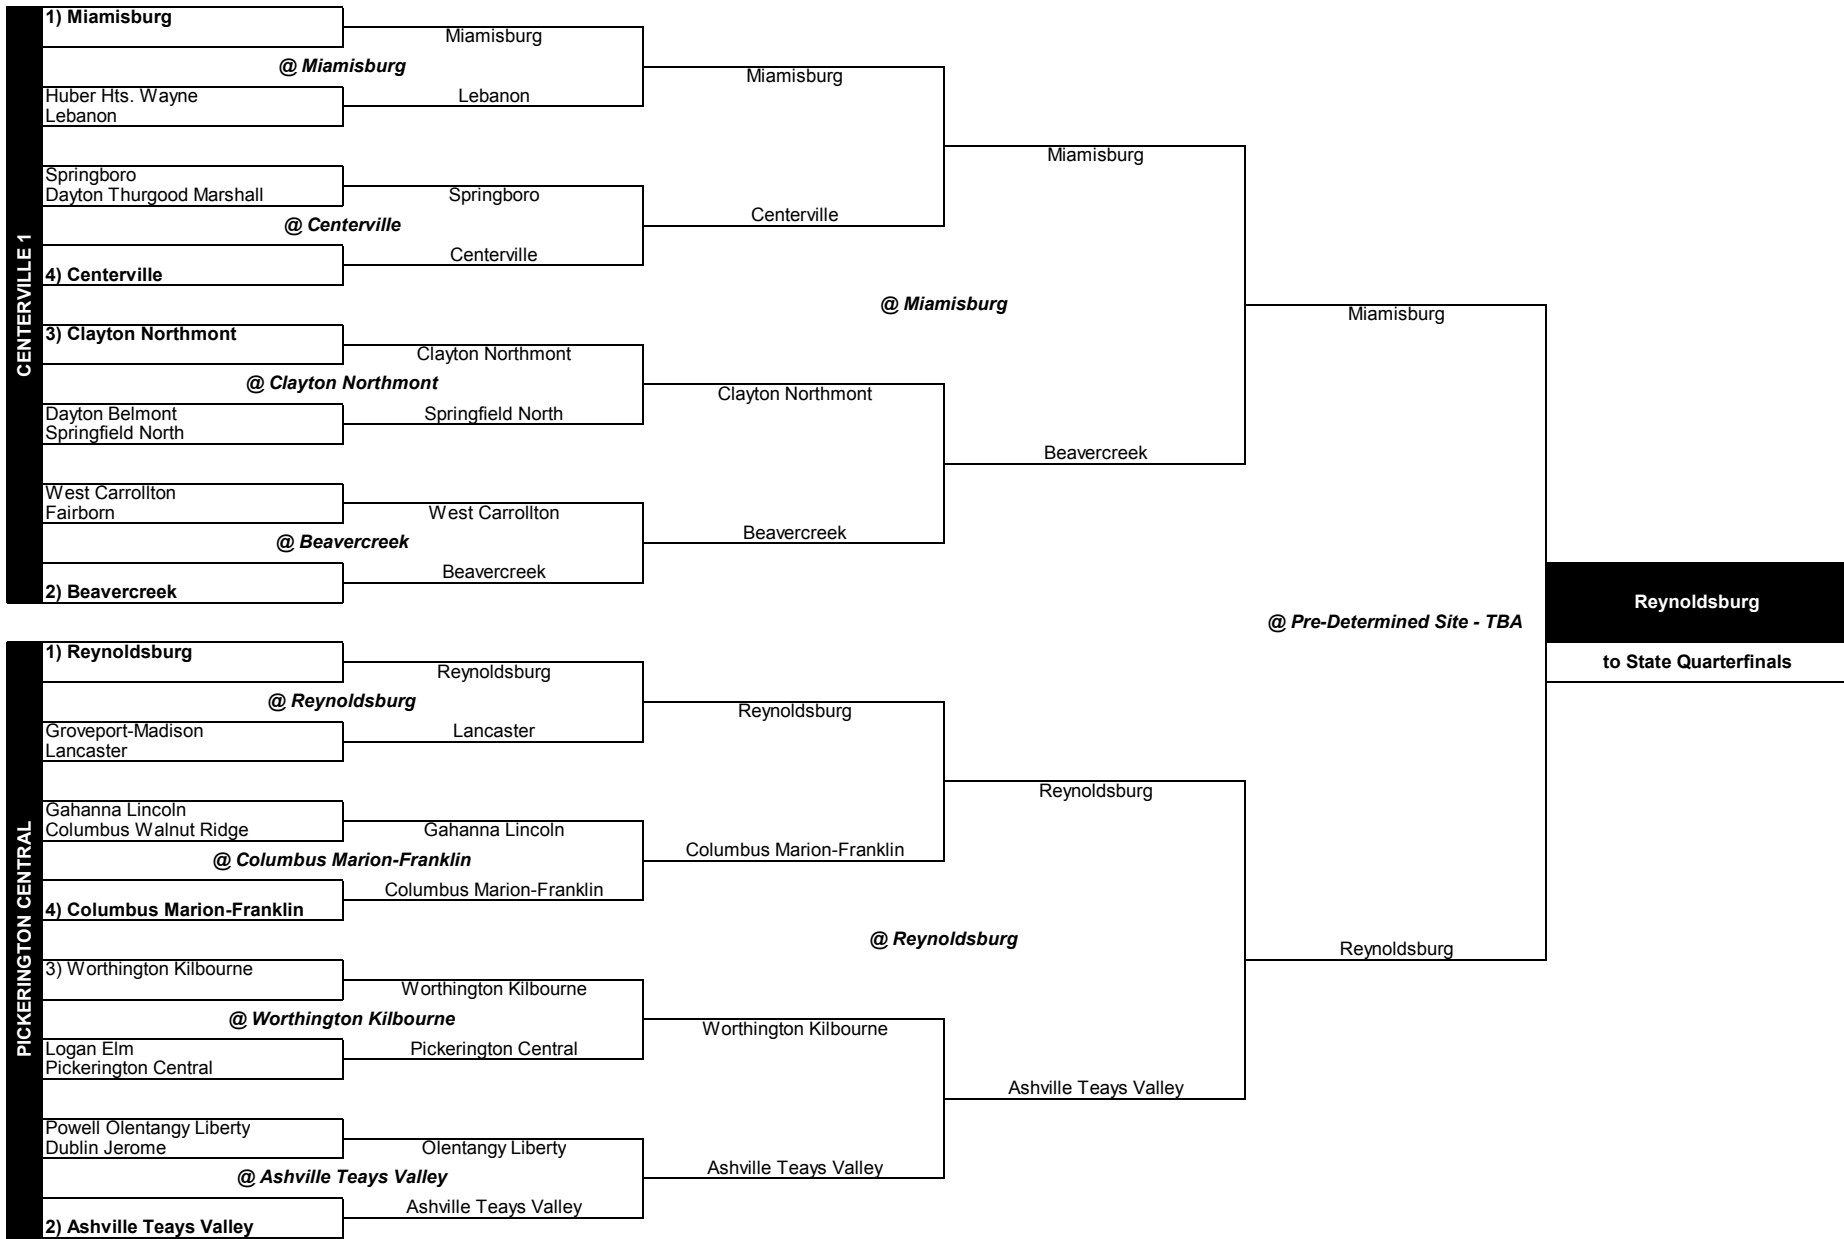 CENTERVILLE 1
1) Miamisburg
Miamisburg
@ Miamisburg
Miamisburg
Huber Hts. Wayne
Lebanon
Lebanon
Miamisburg
Springboro
Dayton Thurgood Marshall
Springboro
@ Centerville
Centerville
Centerville
4) Centerville
@ Miamisburg
Miamisburg
3) Clayton Northmont
Clayton Northmont
@ Clayton Northmont
Clayton Northmont
Dayton Belmont
Springfield North
Springfield North
Beavercreek
West Carrollton
Fairborn
West Carrollton
@ Beavercreek
Beavercreek
Beavercreek
2) Beavercreek
Reynoldsburg
@ Pre-Determined Site - TBA
to State Quarterfinals
PICKERINGTON CENTRAL
1) Reynoldsburg
Reynoldsburg
@ Reynoldsburg
Reynoldsburg
Groveport-Madison
Lancaster
Lancaster
Reynoldsburg
Gahanna Lincoln
Columbus Walnut Ridge
Gahanna Lincoln
@ Columbus Marion-Franklin
Columbus Marion-Franklin
Columbus Marion-Franklin
4) Columbus Marion-Franklin
@ Reynoldsburg
Reynoldsburg
3) Worthington Kilbourne
Worthington Kilbourne
@ Worthington Kilbourne
Worthington Kilbourne
Logan Elm
Pickerington Central
Pickerington Central
Ashville Teays Valley
Powell Olentangy Liberty
Dublin Jerome
Olentangy Liberty
@ Ashville Teays Valley
Ashville Teays Valley
Ashville Teays Valley
2) Ashville Teays Valley